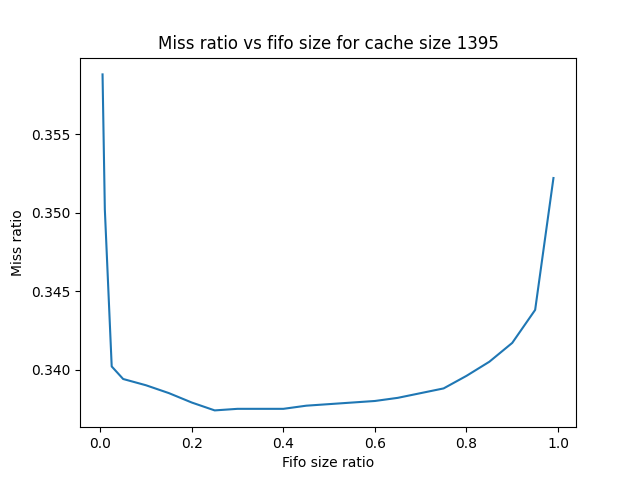 Miss ratio vs fifo size for cache size 1395
0.355
0.350
0.345
0.340
Miss ratio
0.0 0.2 0.4 0.6 0.8 1.0
Fifo size ratio